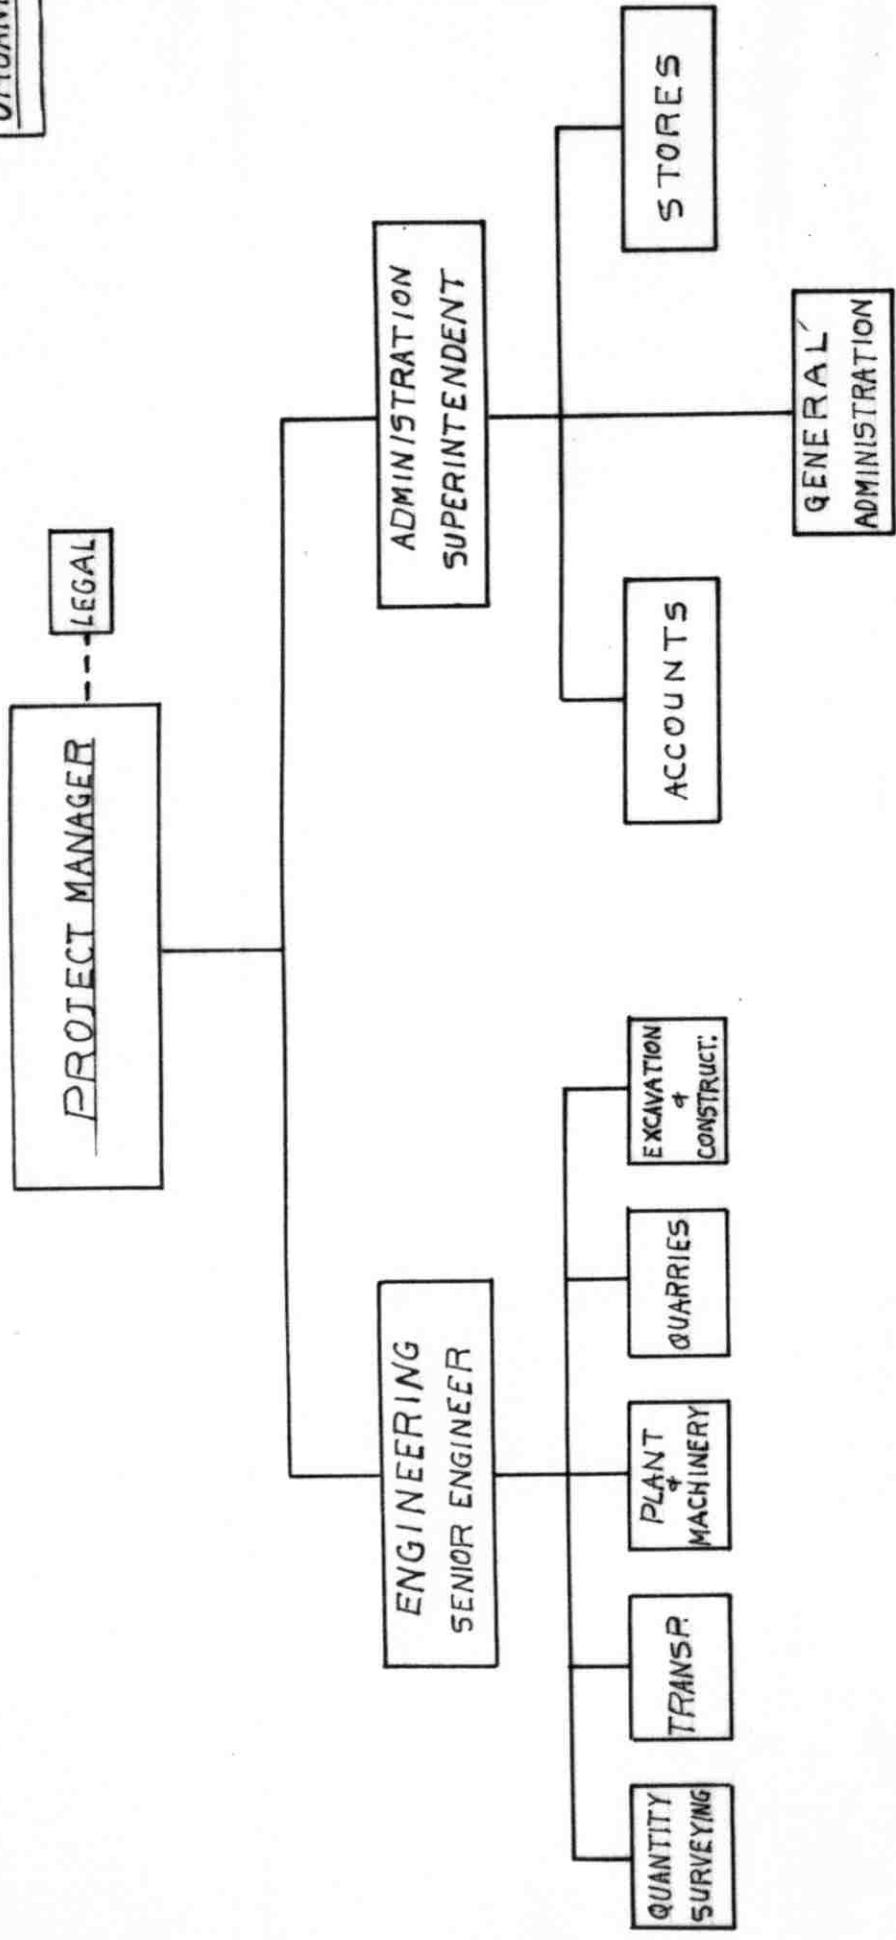 PROJECT MANAGER
LEGAL
ENGINEERING
SENIOR ENGINEER
ADMINISTRATION
SUPERINTENDENT
QUANTITY
SURVEYING
TRANSP.
PLANT
&
MACHINERY
QUARRIES
EXCAVATION
&
CONSTRUCT.
ACCOUNTS
GENERAL
ADMINISTRATION
STORES